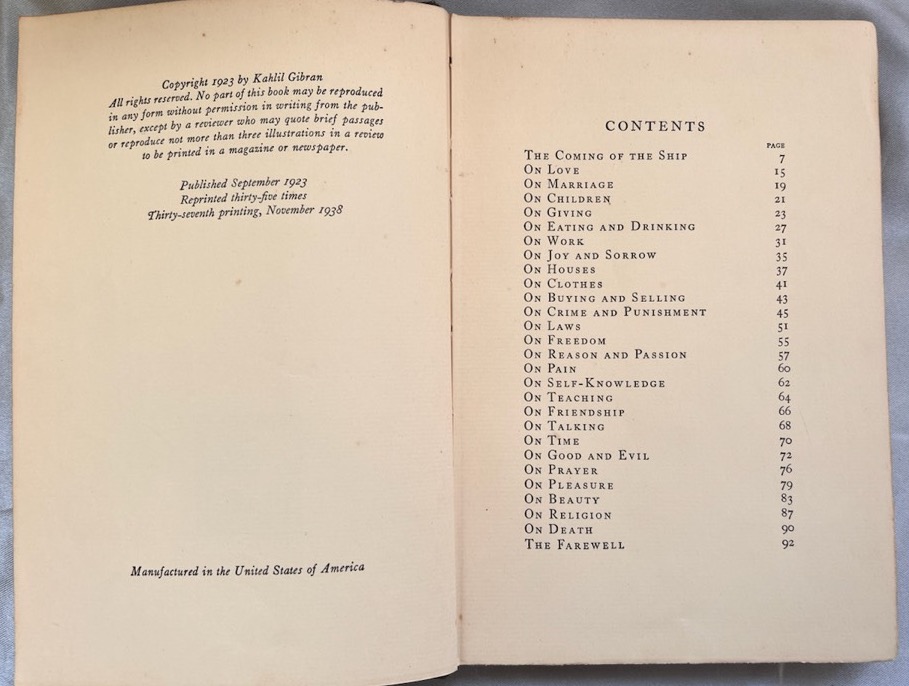 Copyright 1923 by Kahlil Gibran
All rights reserved. No part of this book may be reproduced
in any form without permission in writing from the pub-
lisher, except by a reviewer who may quote brief passages
or reproduce not more than three illustrations in a review
to be printed in a magazine or newspaper.
Published September 1923
Reprinted thirty-five times
Thirty-seventh printing, November 1938
Manufactured in the United States of America
CONTENTS
PAGE
The Coming of the Ship 7
On Love 15
On Marriage 19
On Children 21
On Giving 23
On Eating and Drinking 27
On Work 31
On Joy and Sorrow 35
On Houses 37
On Clothes 41
On Buying and Selling 43
On Crime and Punishment 45
On Laws 51
On Freedom 55
On Reason and Passion 57
On Pain 60
On Self-Knowledge 62
On Teaching 64
On Friendship 66
On Talking 68
On Time 70
On Good and Evil 72
On Prayer 76
On Pleasure 79
On Beauty 83
On Religion 87
On Death 90
The Farewell 92